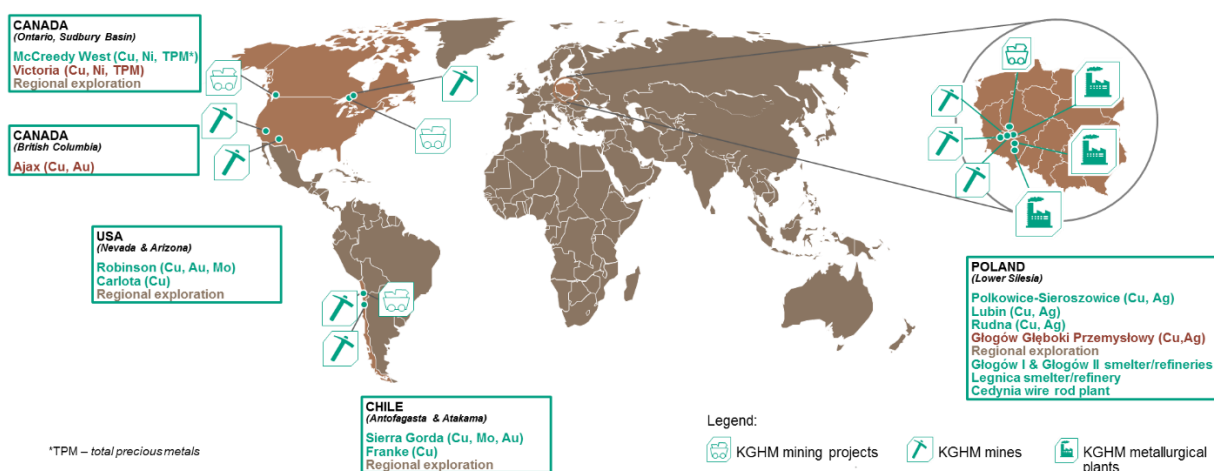 CANADA
(Ontario, Sudbury Basin)
McCreedy West (Cu, Ni, TPM*)
Victoria (Cu, Ni, TPM)
Regional exploration
CANADA
(British Columbia)
Ajax (Cu, Au)
USA
(Nevada & Arizona)
Robinson (Cu, Au, Mo)
Carlota (Cu)
Regional exploration
CHILE
(Antofagasta & Atakama)
Sierra Gorda (Cu, Mo, Au)
Franke (Cu)
Regional exploration
POLAND
(Lower Silesia)
Polkowice-Sieroszowice (Cu, Ag)
Lubin (Cu, Ag)
Rudna (Cu, Ag)
Głogów Głęboki Przemysłowy (Cu,Ag)
Regional exploration
Głogów I & Głogów II smelter/refineries
Legnica smelter/refinery
Cedynia wire rod plant
*TPM – total precious metals
Legend:
KGHM mining projects
KGHM mines
KGHM metallurgical
plants